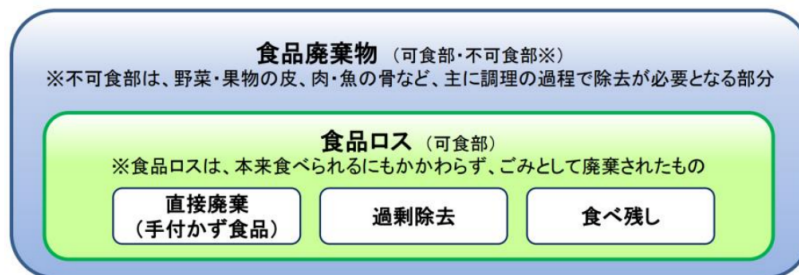 食品廃棄物（可食部・不可食部※）
※不可食部は、野菜・果物の皮、肉・魚の骨など、主に調理の過程で除去が必要となる部分
食品ロス（可食部）
※食品ロスは、本来食べられるにもかかわらず、ごみとして廃棄されたもの
直接廃棄
（手付かず食品）
過剰除去
食べ残し